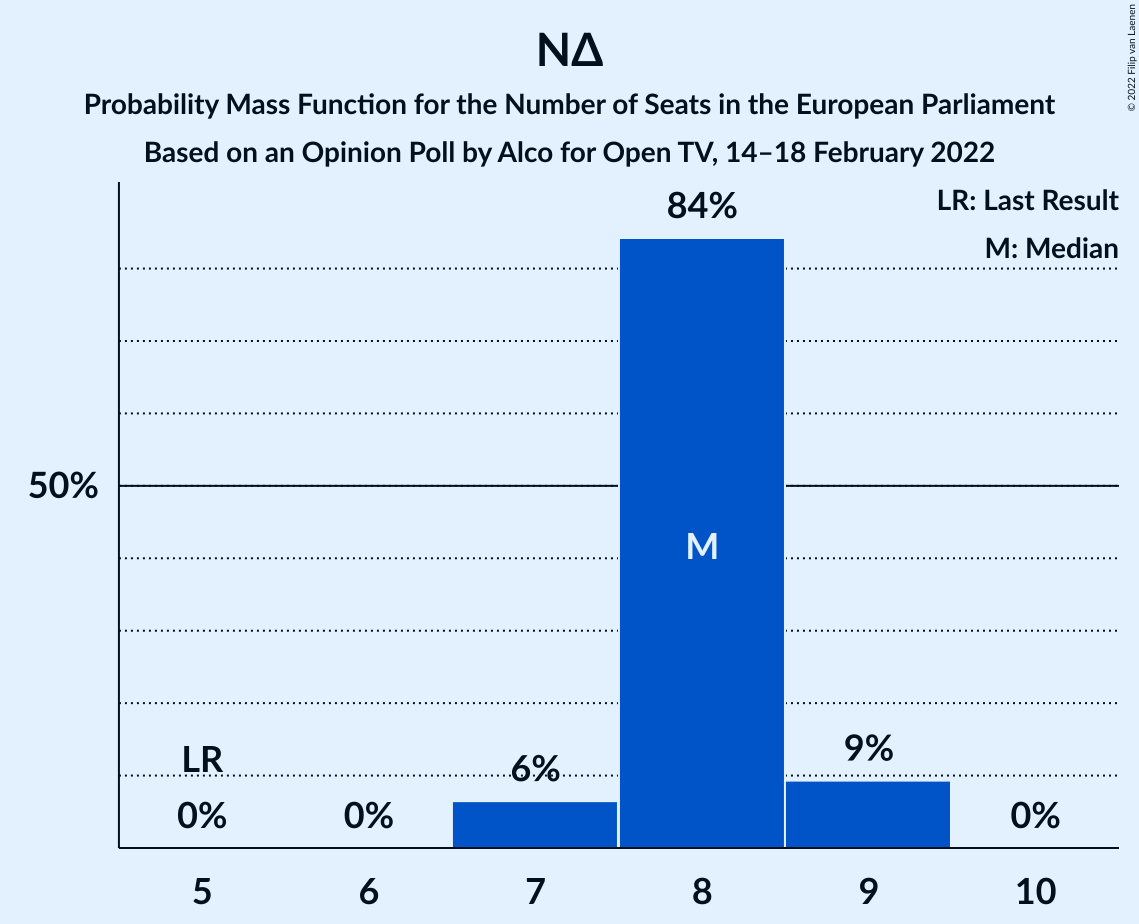 NΔ
Probability Mass Function for the Number of Seats in the European Parliament
Based on an Opinion Poll by Alco for Open TV, 14–18 February 2022
© 2022 Filip van Laenen
LR: Last Result
M: Median
84%
50%
M
LR
6%
9%
0%
0%
0%
5
6
7
8
9
10